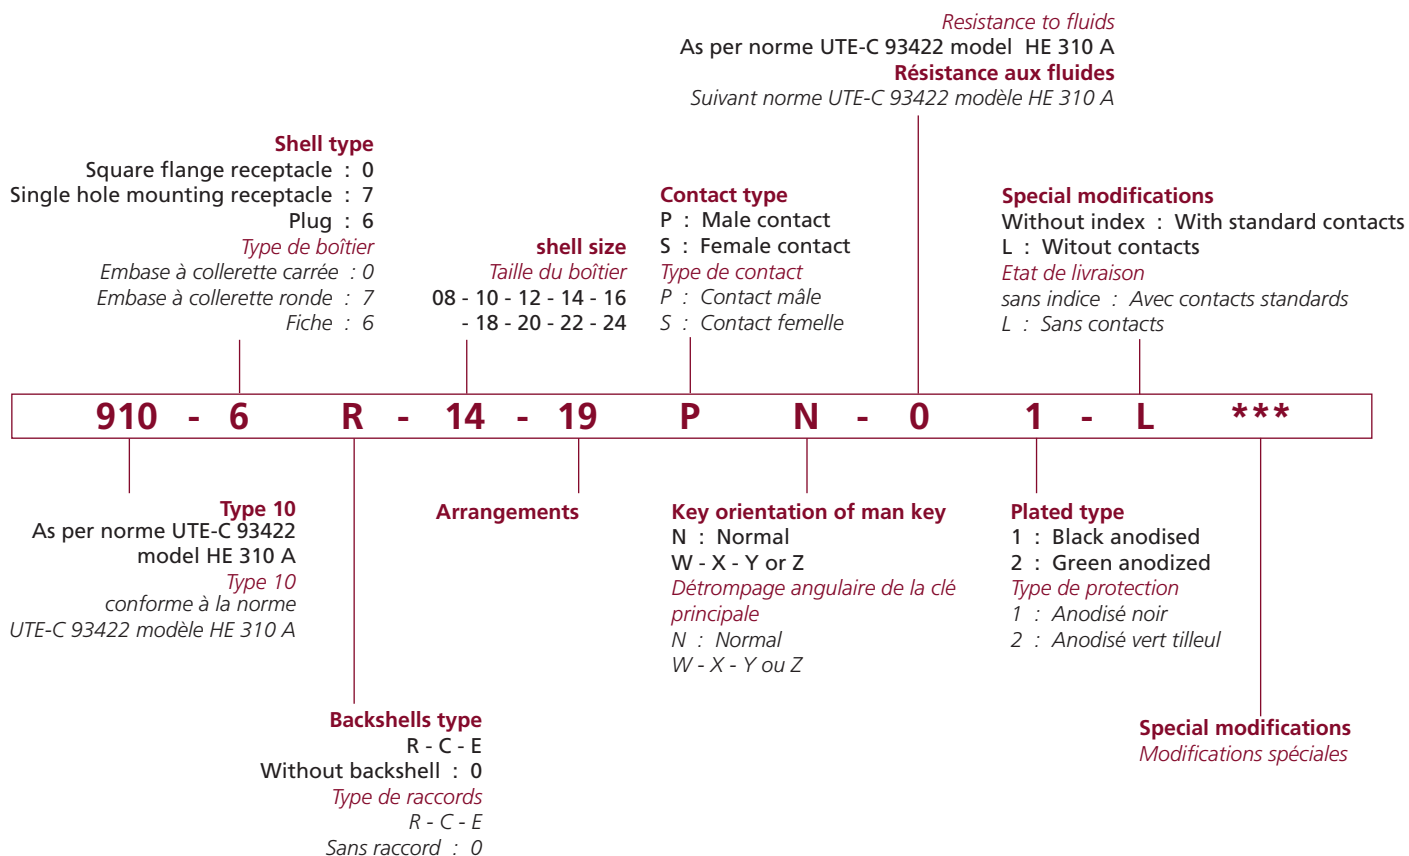 Resistance to fluids
As per norme UTE-C 93422 model HE 310 A
Résistance aux fluides
Suivant norme UTE-C 93422 modèle HE 310 A
Shell type
Square flange receptacle : 0
Single hole mounting receptacle : 7
Plug : 6
Type de boîtier
Embase à collerette carrée : 0
Embase à collerette ronde : 7
Fiche : 6
shell size
Taille du boîtier
08 - 10 - 12 - 14 - 16
- 18 - 20 - 22 - 24
Contact type
P : Male contact
S : Female contact
Type de contact
P : Contact mâle
S : Contact femelle
Special modifications
Without index : With standard contacts
L : Witout contacts
Etat de livraison
sans indice : Avec contacts standards
L : Sans contacts
910 - 6 R - 14 - 19 P N - 0 1 - L ***
Type 10
As per norme UTE-C 93422
model HE 310 A
Type 10
conforme à la norme
UTE-C 93422 modèle HE 310 A
Arrangements
Key orientation of man key
N : Normal
W - X - Y or Z
Détrompage angulaire de la clé
principale
N : Normal
W - X - Y ou Z
Plated type
1 : Black anodised
2 : Green anodized
Type de protection
1 : Anodisé noir
2 : Anodisé vert tilleul
Backshells type
R - C - E
Without backshell : 0
Type de raccords
R - C - E
Sans raccord : 0
Special modifications
Modifications spéciales